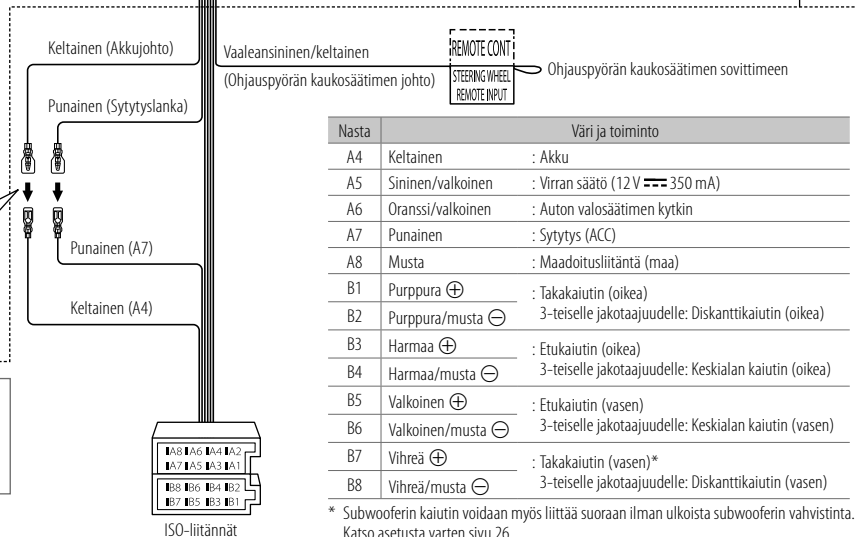 Keltainen (Akkujohto)
Vaaleansininen/keltainen
(Ohjauspyörän kaukosäätimen johto)
REMOTE CONT
STEERING WHEEL
REMOTE INPUT
Ohjauspyörän kaukosäätimen sovittimeen
Punainen (Sytytyslanka)
Punainen (A7)
Keltainen (A4)
A8 A6 A4 A2
A7 A5 A3 A1
B8 B6 B4 B2
B7 B5 B3 B1
ISO-liitännät
Nasta Väri ja toiminto
A4 Keltainen : Akku
A5 Sininen/valkoinen : Virran säätö (12 V ⎓ 350 mA)
A6 Oranssi/valkoinen : Auton valosäätimen kytkin
A7 Punainen : Sytytys (ACC)
A8 Musta : Maadoitusliitäntä (maa)
B1 Purppura ⊕ : Takakaiutin (oikea)
B2 Purppura/musta ⊖ 3-teiselle jakotaajuudelle: Diskanttikaiutin (oikea)
B3 Harmaa ⊕ : Etukaiutin (oikea)
B4 Harmaa/musta ⊖ 3-teiselle jakotaajuudelle: Keskialan kaiutin (oikea)
B5 Valkoinen ⊕ : Etukaiutin (vasen)
B6 Valkoinen/musta ⊖ 3-teiselle jakotaajuudelle: Keskialan kaiutin (vasen)
B7 Vihreä ⊕ : Takakaiutin (vasen)*
B8 Vihreä/musta ⊖ 3-teiselle jakotaajuudelle: Diskanttikaiutin (vasen)
* Subwooferin kaiutin voidaan myös liittää suoraan ilman ulkoista subwooferin vahvistinta.
Katso asetusta varten sivu 26.